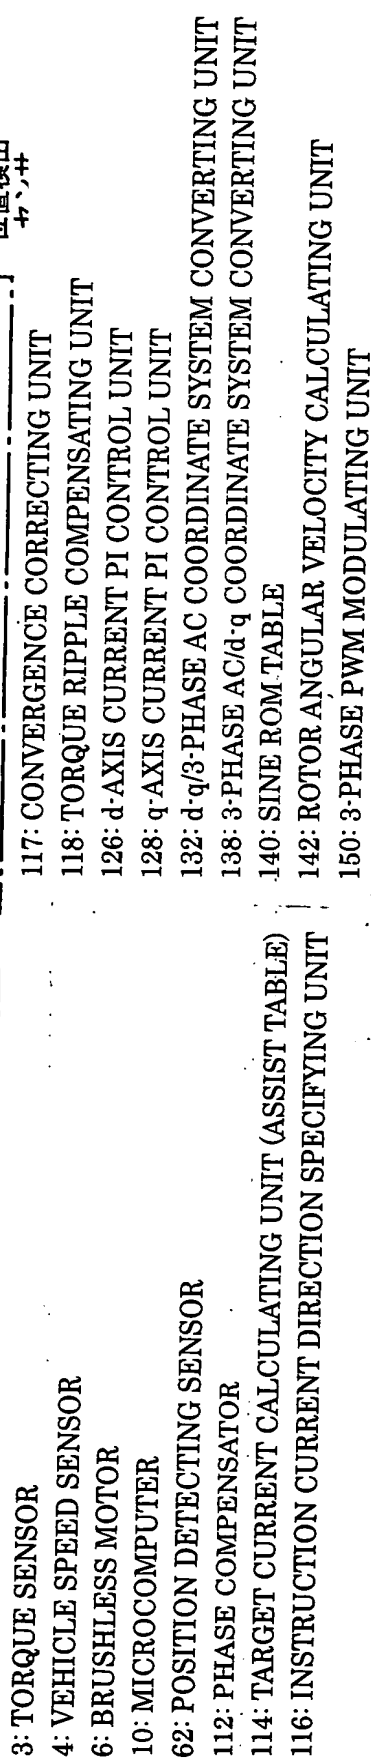 3: TORQUE SENSOR
4: VEHICLE SPEED SENSOR
6: BRUSHLESS MOTOR
10: MICROCOMPUTER
62: POSITION DETECTING SENSOR
112: PHASE COMPENSATOR
114: TARGET CURRENT CALCULATING UNIT (ASSIST TABLE)
116: INSTRUCTION CURRENT DIRECTION SPECIFYING UNIT
117: CONVERGENCE CORRECTING UNIT
118: TORQUE RIPPLE COMPENSATING UNIT
126: d-AXIS CURRENT PI CONTROL UNIT
128: q-AXIS CURRENT PI CONTROL UNIT
132: d-q/3-PHASE AC COORDINATE SYSTEM CONVERTING UNIT
138: 3-PHASE AC/d-q COORDINATE SYSTEM CONVERTING UNIT
140: SINE ROM TABLE
142: ROTOR ANGULAR VELOCITY CALCULATING UNIT
150: 3-PHASE PWM MODULATING UNIT